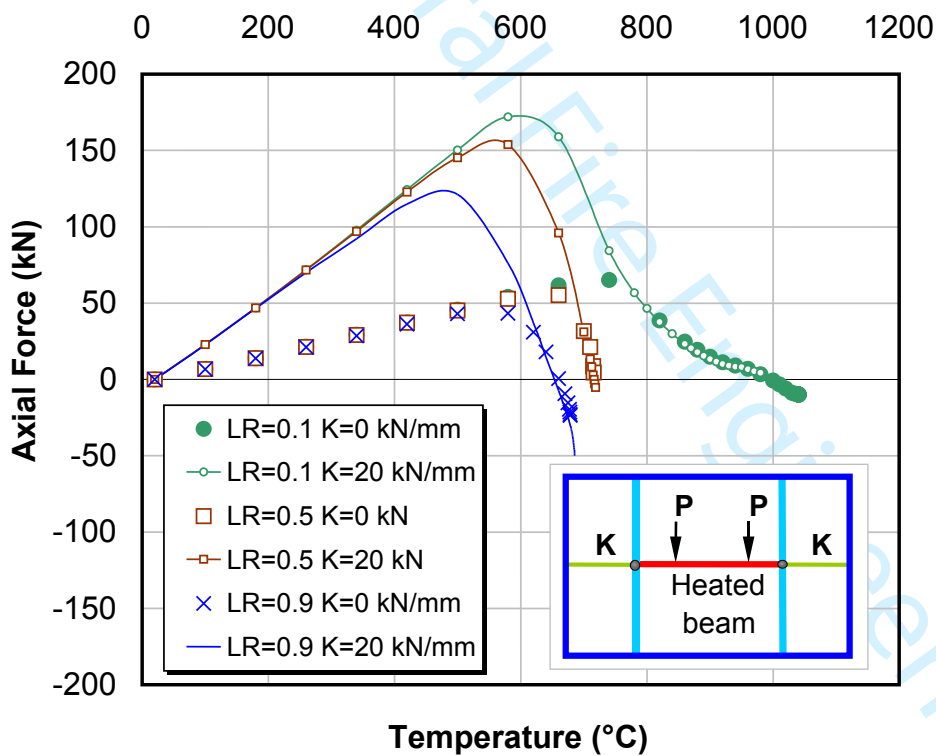 0 200 400 600 800 1000 1200
200
150
100
50
0
-50
-100
-150
-200
Axial Force (kN)
LR=0.1 K=0 kN/mm
LR=0.1 K=20 kN/mm
LR=0.5 K=0 kN
LR=0.5 K=20 kN
LR=0.9 K=0 kN/mm
LR=0.9 K=20 kN/mm
P P
K K
Heated
beam
Temperature (°C)